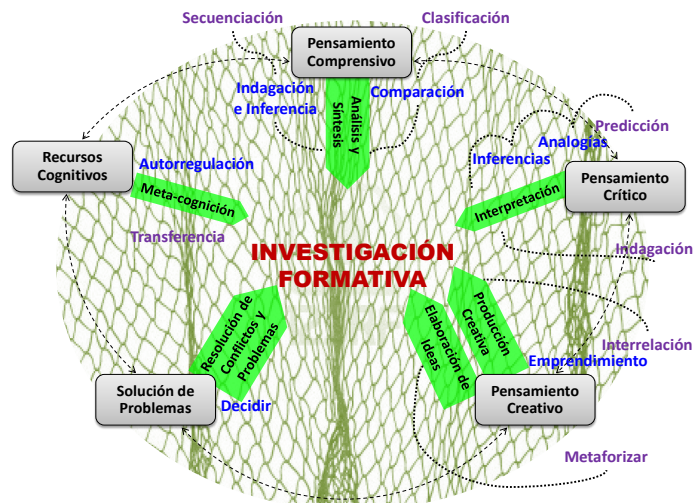 Secuenciación
Clasificación
Pensamiento
Comprensivo
Indagación
e Inferencia
Análisis y
Síntesis
Comparación
Predicción
Analogías
Inferencias
Recursos
Cognitivos
Autorregulación
Meta-cognición
Transferencia
Interpretación
Pensamiento
Crítico
Indagación
INVESTIGACIÓN
FORMATIVA
Resolución de
Conflictos y
Problemas
Elaboración de
Ideas
Producción
Creativa
Interrelación
Emprendimiento
Solución de
Problemas
Decidir
Pensamiento
Creativo
Metaforizar